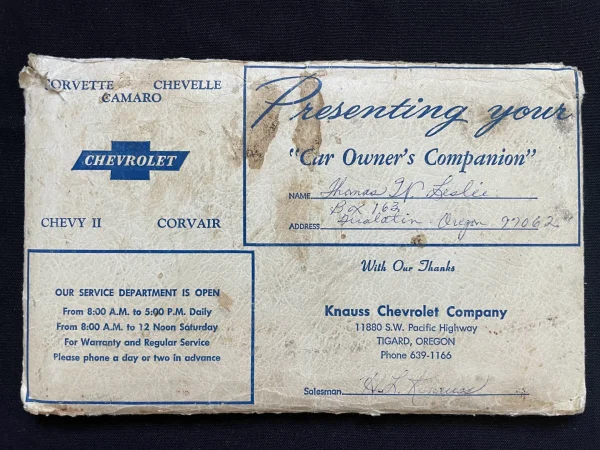 CORVETTE CHEVELLE
CAMARO
CHEVROLET
CHEVY II CORVAIR
Presenting your
"Car Owner's Companion"
NAME Thomas W Leslie
Box 763
ADDRESS Tualatin Oregon 97062
OUR SERVICE DEPARTMENT IS OPEN
From 8:00 A.M. to 5:00 P.M. Daily
From 8:00 A.M. to 12 Noon Saturday
For Warranty and Regular Service
Please phone a day or two in advance
With Our Thanks
Knauss Chevrolet Company
11880 S.W. Pacific Highway
TIGARD, OREGON
Phone 639-1166
Salesman H. L. Knauss